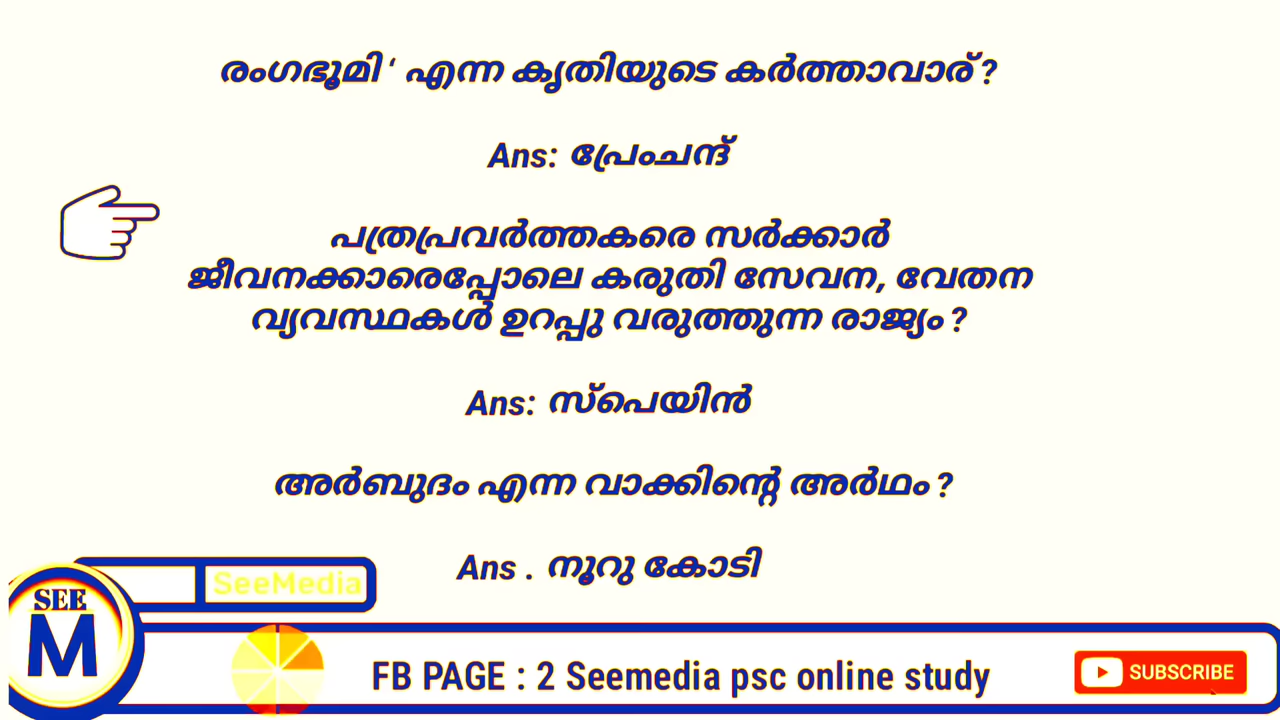 രംഗഭൂമി ‘ എന്ന കൃതിയുടെ കർത്താവാര് ?
Ans: പ്രേംചന്ദ്
പത്രപ്രവർത്തകരെ സർക്കാർ
ജീവനക്കാരെപ്പോലെ കരുതി സേവന, വേതന
വ്യവസ്ഥകൾ ഉറപ്പു വരുത്തുന്ന രാജ്യം ?
Ans: സ്പെയിൻ
അർബുദം എന്ന വാക്കിന്റെ അർഥം ?
Ans . നൂറു കോടി
SeeMedia
SEE
M
FB PAGE : 2 Seemedia psc online study
SUBSCRIBE